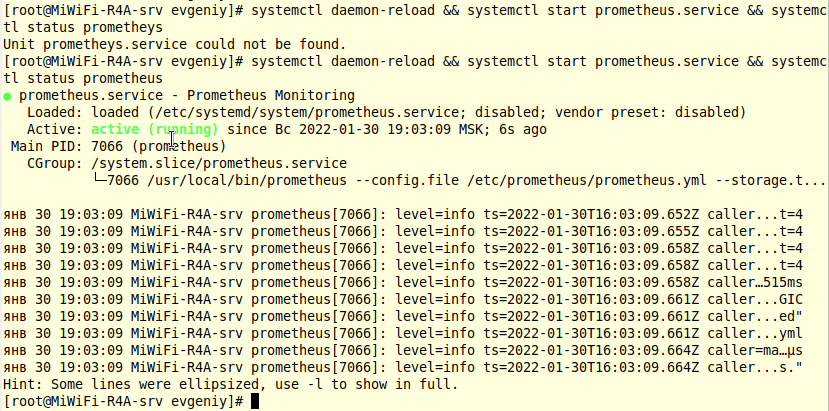 [root@MiWiFi-R4A-srv evgeniy]# systemctl daemon-reload && systemctl start prometheus.service && systemc
tl status prometheys
Unit prometheys.service could not be found.
[root@MiWiFi-R4A-srv evgeniy]# systemctl daemon-reload && systemctl start prometheus.service && systemc
tl status prometheus
● prometheus.service - Prometheus Monitoring
   Loaded: loaded (/etc/systemd/system/prometheus.service; disabled; vendor preset: disabled)
   Active: active (running) since Вс 2022-01-30 19:03:09 MSK; 6s ago
 Main PID: 7066 (prometheus)
   CGroup: /system.slice/prometheus.service
           └─7066 /usr/local/bin/prometheus --config.file /etc/prometheus/prometheus.yml --storage.t...
янв 30 19:03:09 MiWiFi-R4A-srv prometheus[7066]: level=info ts=2022-01-30T16:03:09.652Z caller...t=4
янв 30 19:03:09 MiWiFi-R4A-srv prometheus[7066]: level=info ts=2022-01-30T16:03:09.655Z caller...t=4
янв 30 19:03:09 MiWiFi-R4A-srv prometheus[7066]: level=info ts=2022-01-30T16:03:09.658Z caller...t=4
янв 30 19:03:09 MiWiFi-R4A-srv prometheus[7066]: level=info ts=2022-01-30T16:03:09.658Z caller...t=4
янв 30 19:03:09 MiWiFi-R4A-srv prometheus[7066]: level=info ts=2022-01-30T16:03:09.658Z caller…515ms
янв 30 19:03:09 MiWiFi-R4A-srv prometheus[7066]: level=info ts=2022-01-30T16:03:09.661Z caller...GIC
янв 30 19:03:09 MiWiFi-R4A-srv prometheus[7066]: level=info ts=2022-01-30T16:03:09.661Z caller...ed"
янв 30 19:03:09 MiWiFi-R4A-srv prometheus[7066]: level=info ts=2022-01-30T16:03:09.661Z caller...yml
янв 30 19:03:09 MiWiFi-R4A-srv prometheus[7066]: level=info ts=2022-01-30T16:03:09.664Z caller=ma…µs
янв 30 19:03:09 MiWiFi-R4A-srv prometheus[7066]: level=info ts=2022-01-30T16:03:09.664Z caller...s."
Hint: Some lines were ellipsized, use -l to show in full.
[root@MiWiFi-R4A-srv evgeniy]#